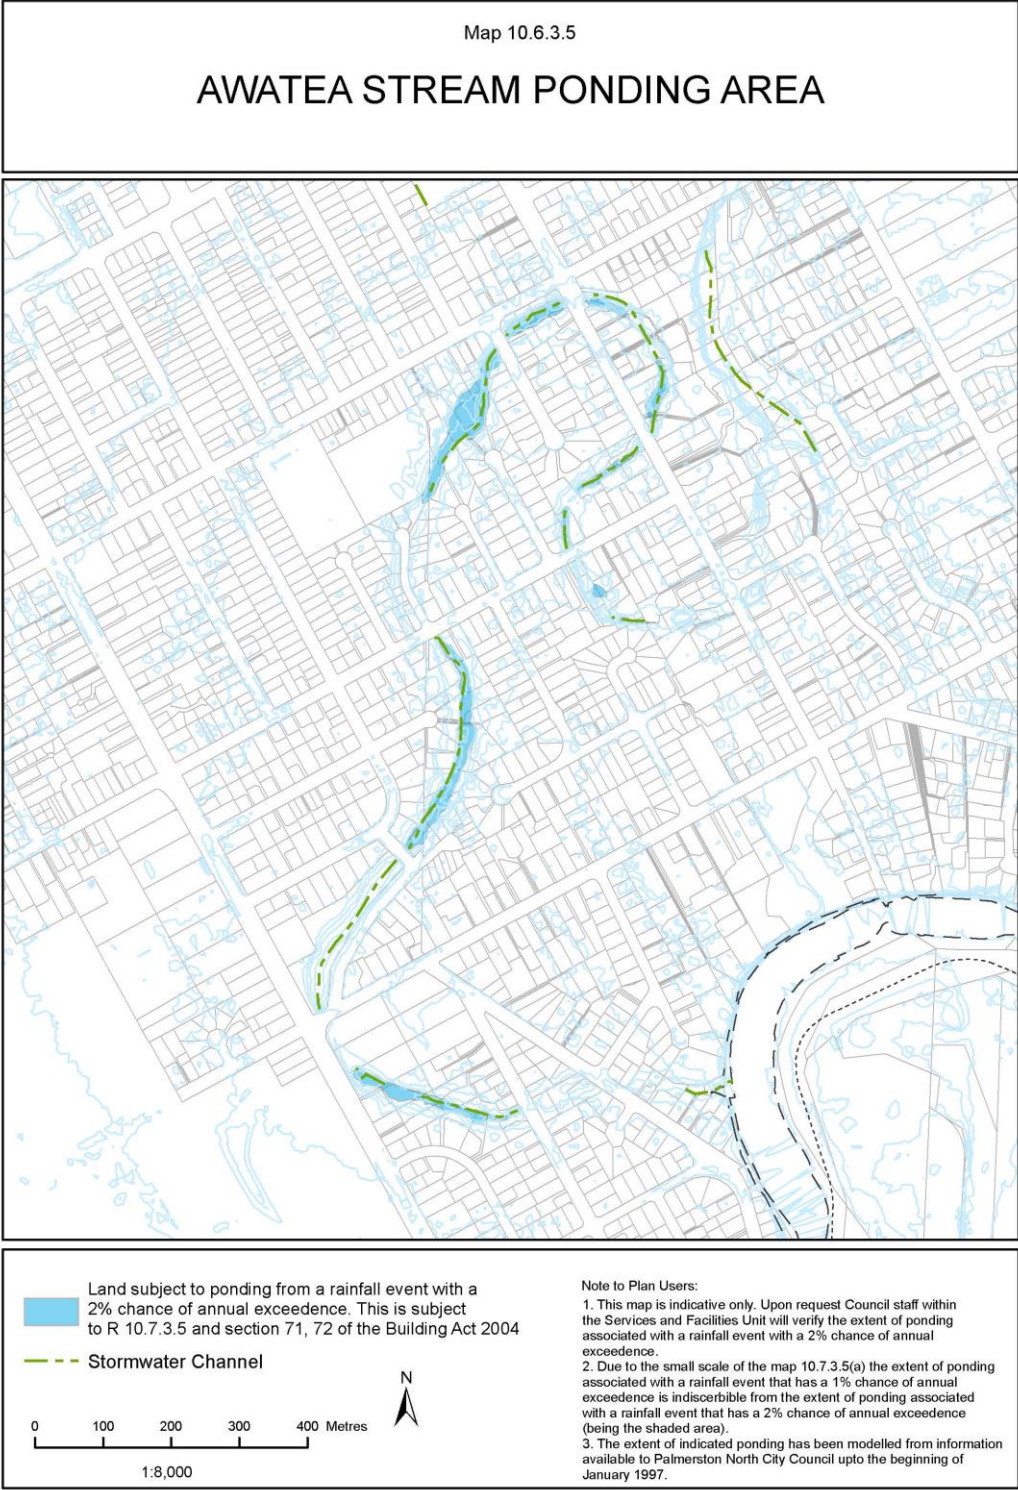 Map 10.6.3.5
AWATEA STREAM PONDING AREA
Land subject to ponding from a rainfall event with a
2% chance of annual exceedence. This is subject
to R 10.7.3.5 and section 71, 72 of the Building Act 2004
Stormwater Channel
N
0 100 200 300 400 Metres
1:8,000
Note to Plan Users:
1. This map is indicative only. Upon request Council staff within
the Services and Facilities Unit will verify the extent of ponding
associated with a rainfall event with a 2% chance of annual
exceedence.
2. Due to the small scale of the map 10.7.3.5(a) the extent of ponding
associated with a rainfall event that has a 1% chance of annual
exceedence is indiscerbible from the extent of ponding associated
with a rainfall event that has a 2% chance of annual exceedence
(being the shaded area).
3. The extent of indicated ponding has been modelled from information
available to Palmerston North City Council upto the beginning of
January 1997.